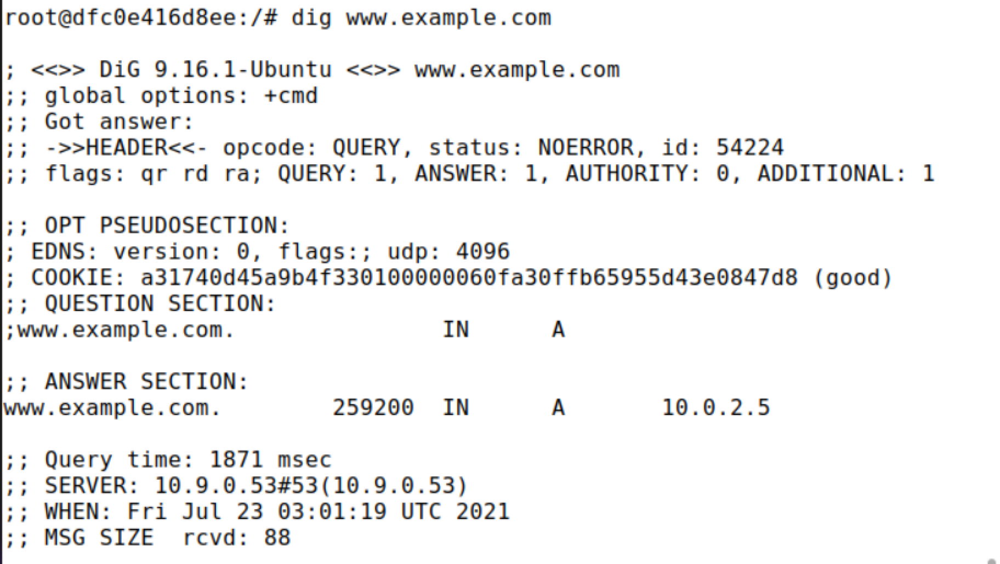 root@dfc0e416d8ee:/# dig www.example.com
; <<>> DiG 9.16.1-Ubuntu <<>> www.example.com
;; global options: +cmd
;; Got answer:
;; ->>HEADER<<- opcode: QUERY, status: NOERROR, id: 54224
;; flags: qr rd ra; QUERY: 1, ANSWER: 1, AUTHORITY: 0, ADDITIONAL: 1
;; OPT PSEUDOSECTION:
; EDNS: version: 0, flags:; udp: 4096
; COOKIE: a31740d45a9b4f330100000060fa30ffb65955d43e0847d8 (good)
;; QUESTION SECTION:
;www.example.com. IN A
;; ANSWER SECTION:
www.example.com. 259200 IN A 10.0.2.5
;; Query time: 1871 msec
;; SERVER: 10.9.0.53#53(10.9.0.53)
;; WHEN: Fri Jul 23 03:01:19 UTC 2021
;; MSG SIZE rcvd: 88